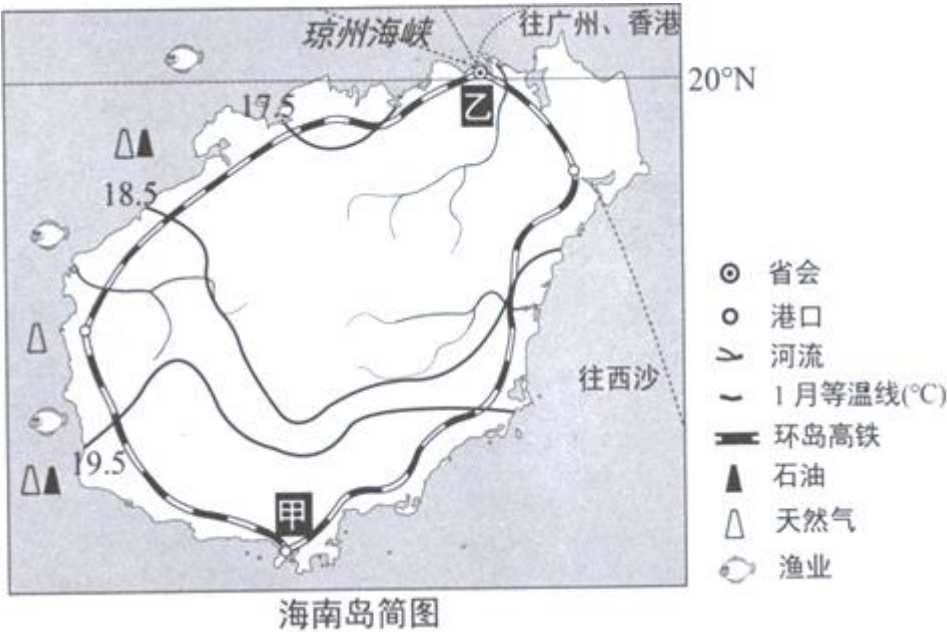 琼州海峡
往广州、香港
20°N
乙
17.5
18.5
往西沙
19.5
甲
省会
港口
河流
1月等温线(℃)
环岛高铁
石油
天然气
渔业
海南岛简图